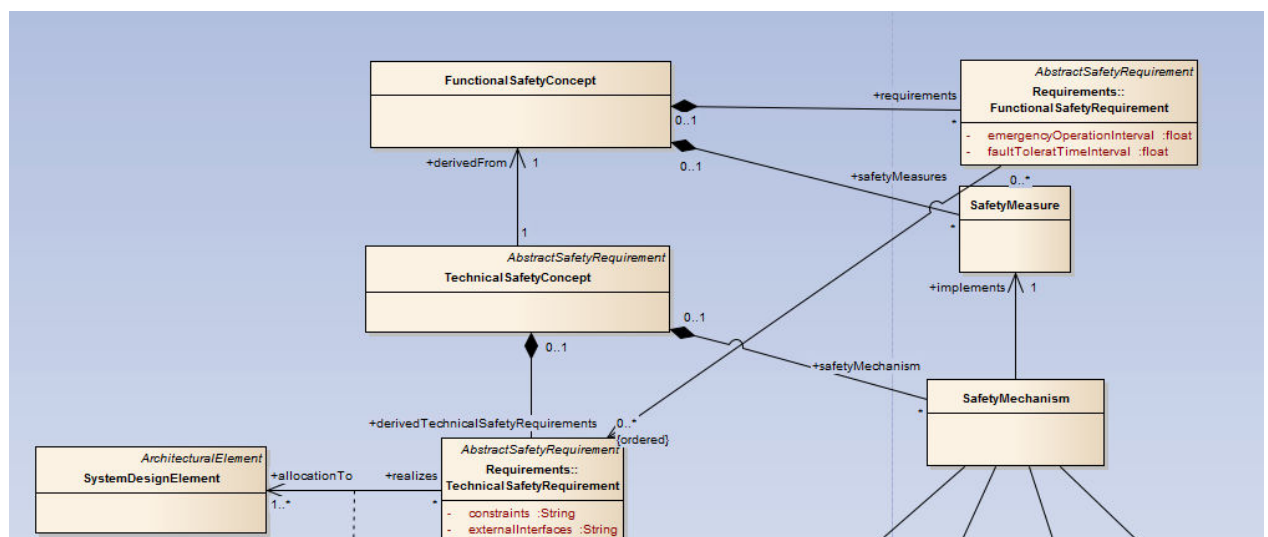 FunctionalSafetyConcept
AbstractSafetyRequirement
Requirements::
FunctionalSafetyRequirement
- emergencyOperationInterval :float
- faultToleratTimeInterval :float
+requirements
0..1
*
0..1
+safetyMeasures
0..*
*
SafetyMeasure
+derivedFrom
1
1
AbstractSafetyRequirement
TechnicalSafetyConcept
+implements
1
0..1
0..1
+safetyMechanism
*
SafetyMechanism
+derivedTechnicalSafetyRequirements
0..*
{ordered}
ArchitecturalElement
SystemDesignElement
+allocationTo
1..*
+realizes
*
AbstractSafetyRequirement
Requirements::
TechnicalSafetyRequirement
- constraints :String
- externalInterfaces :String